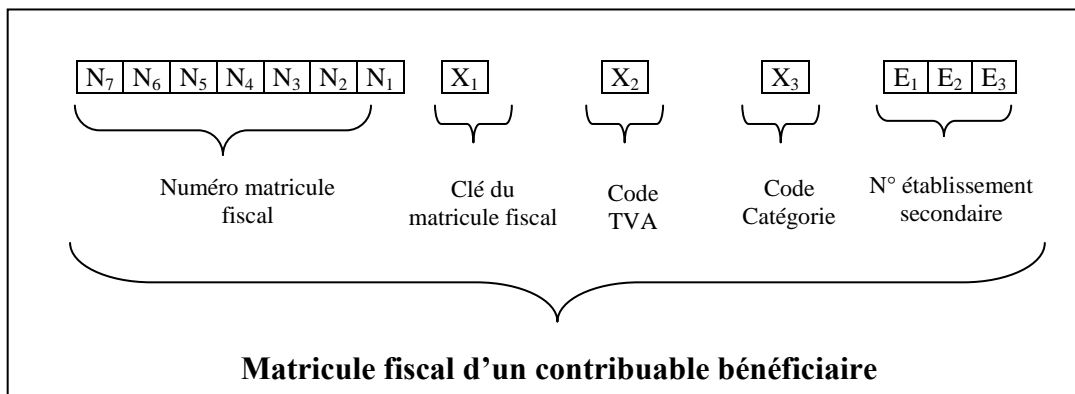 N₇ N₆ N₅ N₄ N₃ N₂ N₁ X₁ X₂ X₃ E₁ E₂ E₃
Numéro matricule
fiscal
Clé du
matricule fiscal
Code
TVA
Code
Catégorie
N° établissement
secondaire
Matricule fiscal d’un contribuable bénéficiaire